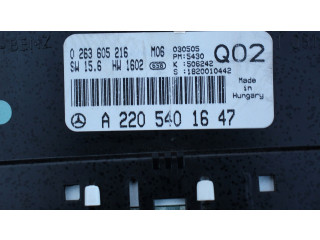 0 263 605 216 M06 030505 Q02
PM:5430
SW 15.6 HW 1602 K :506242
S :1820010442
Made in
Hungary
A 220 540 16 47